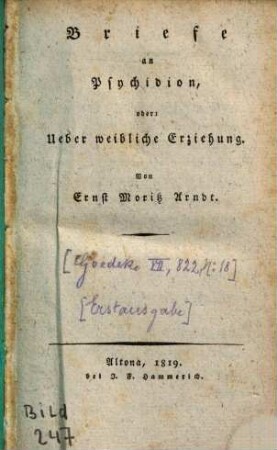 Briefe
an
Psychidion,
oder:
Ueber weibliche Erziehung.
Von
Ernst Moritz Arndt.
[Goedeke VII, 822, 18]
[Erstausgabe]
Altona, 1819.
bei J. F. Hammerich.
Bild
247